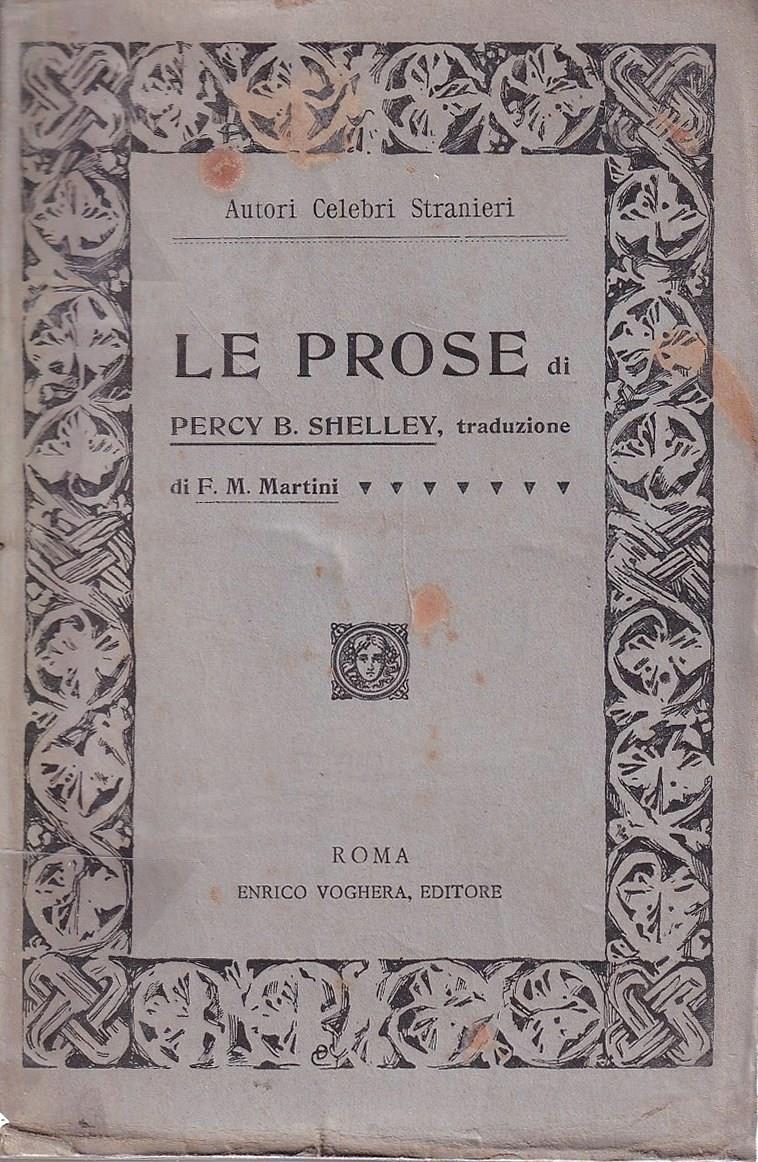 Autori Celebri Stranieri
LE PROSE di
PERCY B. SHELLEY, traduzione
di F. M. Martini
ROMA
ENRICO VOGHERA, EDITORE